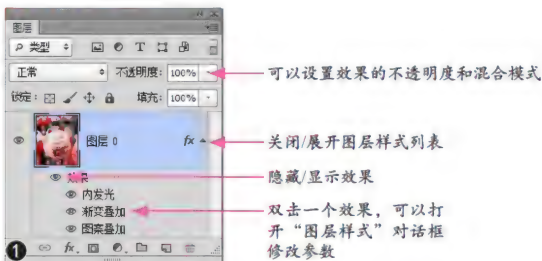 图层
类型 T
正常 不透明度: 100% 可以设置效果的不透明度和混合模式
锁定: 填充: 100%
图层 0 fx 关闭/展开图层样式列表
效果 隐藏/显示效果
内发光
渐变叠加 双击一个效果，可以打
开“图层样式”对话框
图案叠加 修改参数
1 fx